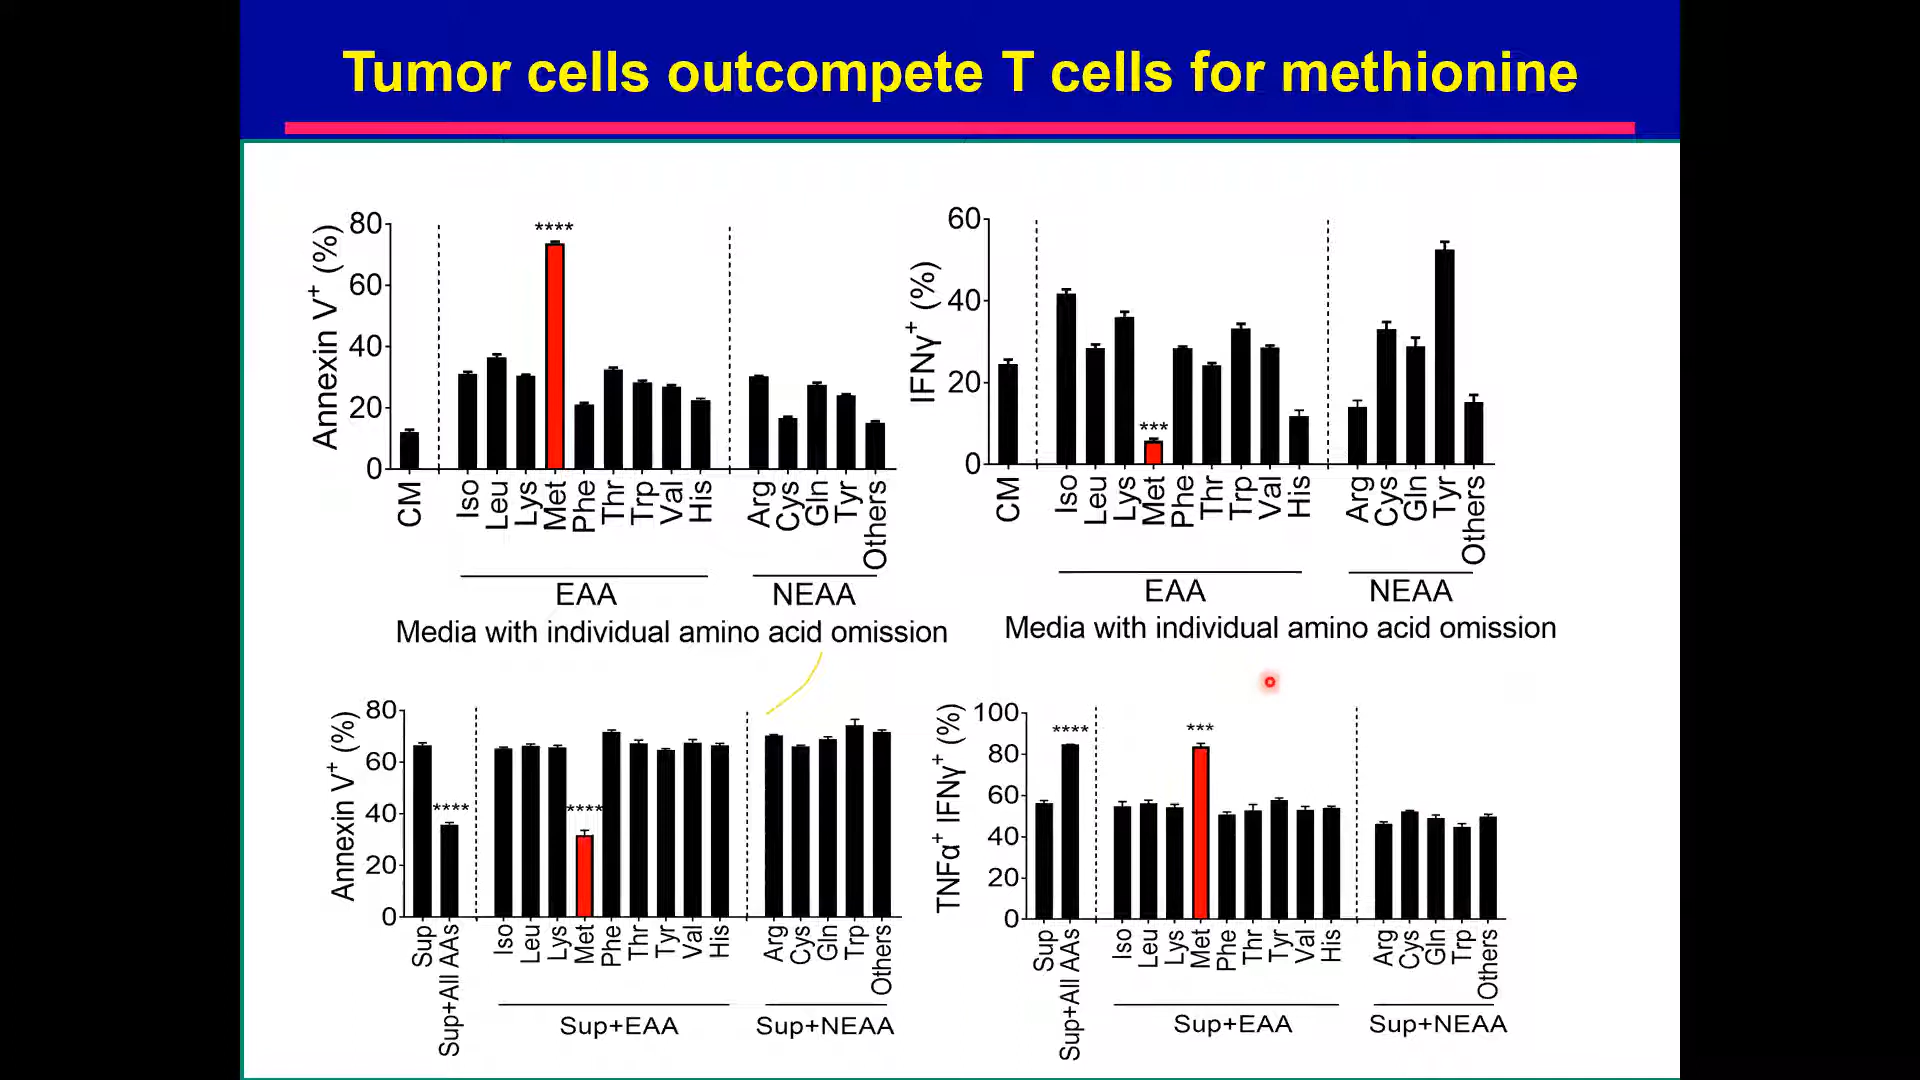 Tumor cells outcompete T cells for methionine
Annexin V+ (%)
80
60
40
20
0
****
CM
Iso
Leu
Lys
Met
Phe
Thr
Trp
Val
His
Arg
Cys
Gln
Tyr
Others
EAA
NEAA
Media with individual amino acid omission
IFNγ+ (%)
60
40
20
0
***
CM
Iso
Leu
Lys
Met
Phe
Thr
Trp
Val
His
Arg
Cys
Gln
Tyr
Others
EAA
NEAA
Media with individual amino acid omission
Annexin V+ (%)
80
60
40
20
0
****
****
Sup
Sup+All AAs
Iso
Leu
Lys
Met
Phe
Thr
Tyr
Val
His
Arg
Cys
Gln
Trp
Others
Sup+EAA
Sup+NEAA
TNFα+ IFNγ+ (%)
100
80
60
40
20
0
****
***
Sup
Sup+All AAs
Iso
Leu
Lys
Met
Phe
Thr
Tyr
Val
His
Arg
Cys
Gln
Trp
Others
Sup+EAA
Sup+NEAA